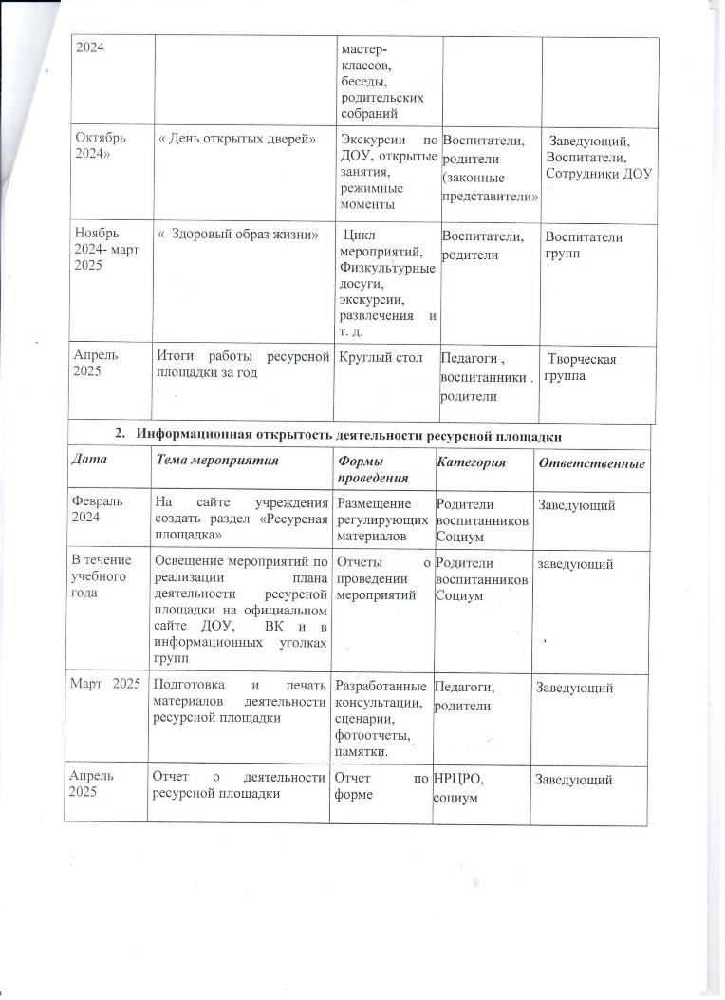 2024
мастер-
классов,
беседы,
родительских
собраний
Октябрь
2024»
« День открытых дверей»
Экскурсии по
ДОУ, открытые
занятия,
режимные
моменты
Воспитатели,
родители
(законные
представители»
Заведующий,
Воспитатели,
Сотрудники ДОУ
Ноябрь
2024- март
2025
« Здоровый образ жизни»
Цикл
мероприятий,
Физкультурные
досуги,
экскурсии,
развлечения и
т. д.
Воспитатели,
родители
Воспитатели
групп
Апрель
2025
Итоги работы ресурсной
площадки за год
Круглый стол
Педагоги ,
воспитанники .
родители
Творческая
группа
2. Информационная открытость деятельности ресурсной площадки
Дата
Тема мероприятия
Формы
проведения
Категория
Ответственные
Февраль
2024
На сайте учреждения
создать раздел «Ресурсная
площадка»
Размещение
регулирующих
материалов
Родители
воспитанников
Социум
Заведующий
В течение
учебного
года
Освещение мероприятий по
реализации плана
деятельности ресурсной
площадки на официальном
сайте ДОУ, ВК и в
информационных уголках
групп
Отчеты о
проведении
мероприятий
Родители
воспитанников
Социум
заведующий
Март 2025
Подготовка и печать
материалов деятельности
ресурсной площадки
Разработанные
консультации,
сценарии,
фотоотчеты,
памятки.
Педагоги,
родители
Заведующий
Апрель
2025
Отчет о деятельности
ресурсной площадки
Отчет по
форме
НРЦРО,
социум
Заведующий